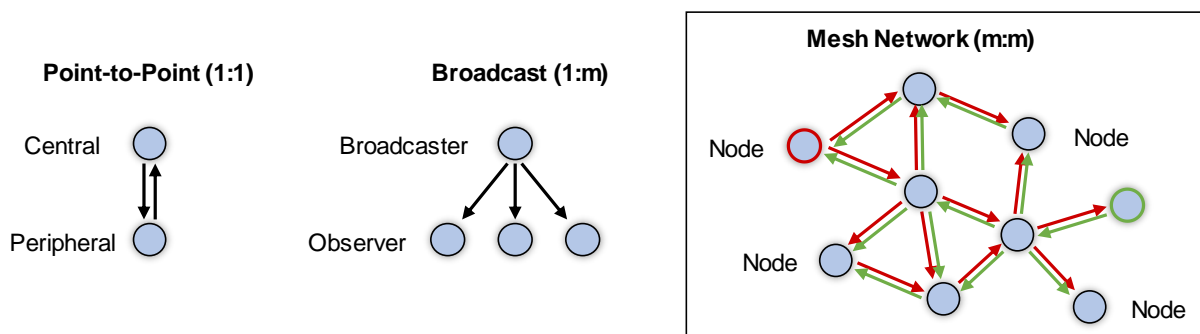 Point-to-Point (1:1)
Central
Peripheral
Broadcast (1:m)
Broadcaster
Observer
Mesh Network (m:m)
Node
Node
Node
Node